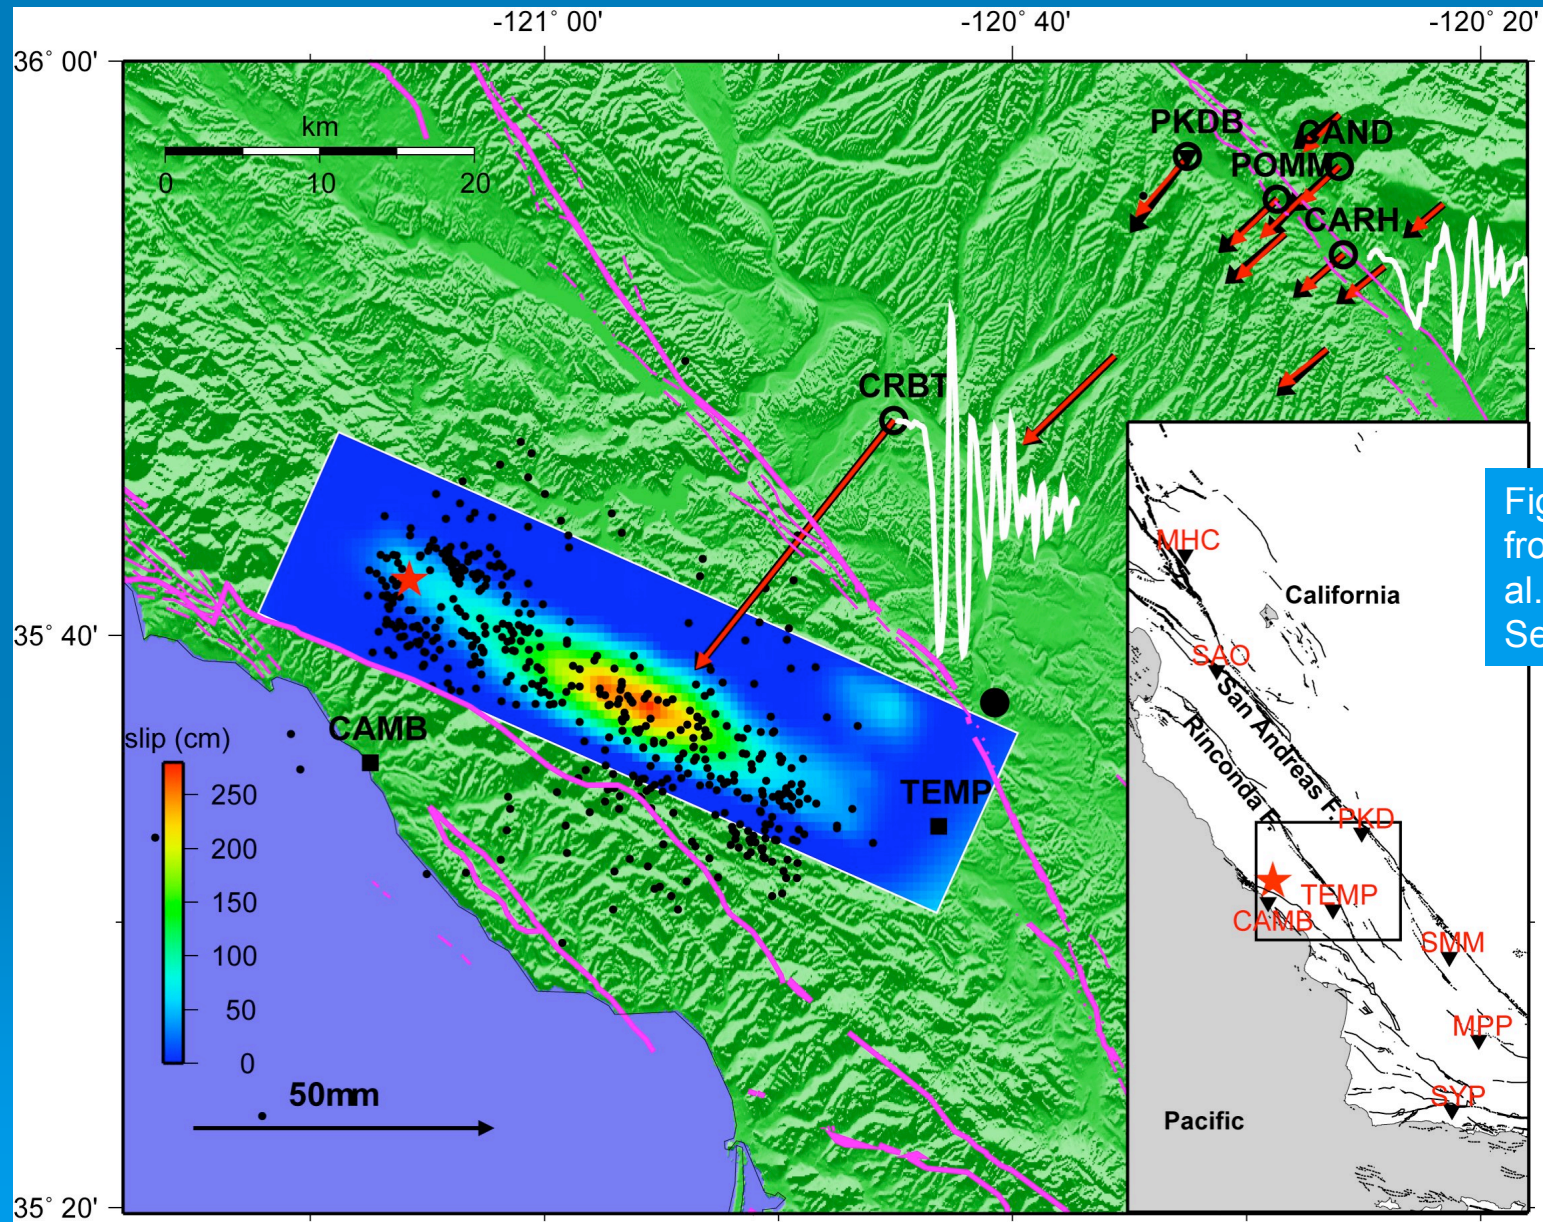 -121° 00'
-120° 40'
-120° 20'
36° 00'
km
0 10 20
PKDB
CAND
POMM
CARH
CRBT
35° 40'
CAMB
TEMP
slip (cm)
250
200
150
100
50
0
50mm
35° 20'
MHC
California
SAO
San Andreas F.
Rinconda F.
PKD
TEMP
CAMB
SMM
MPP
SYP
Pacific
Fig
fro
al.
Se